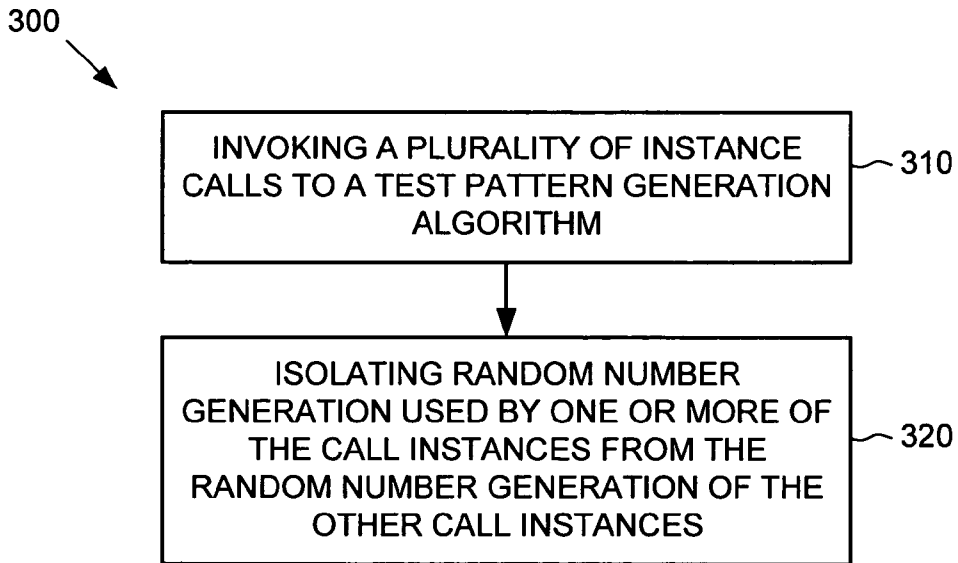 300
INVOKING A PLURALITY OF INSTANCE
CALLS TO A TEST PATTERN GENERATION
ALGORITHM
310
ISOLATING RANDOM NUMBER
GENERATION USED BY ONE OR MORE OF
THE CALL INSTANCES FROM THE
RANDOM NUMBER GENERATION OF THE
OTHER CALL INSTANCES
320